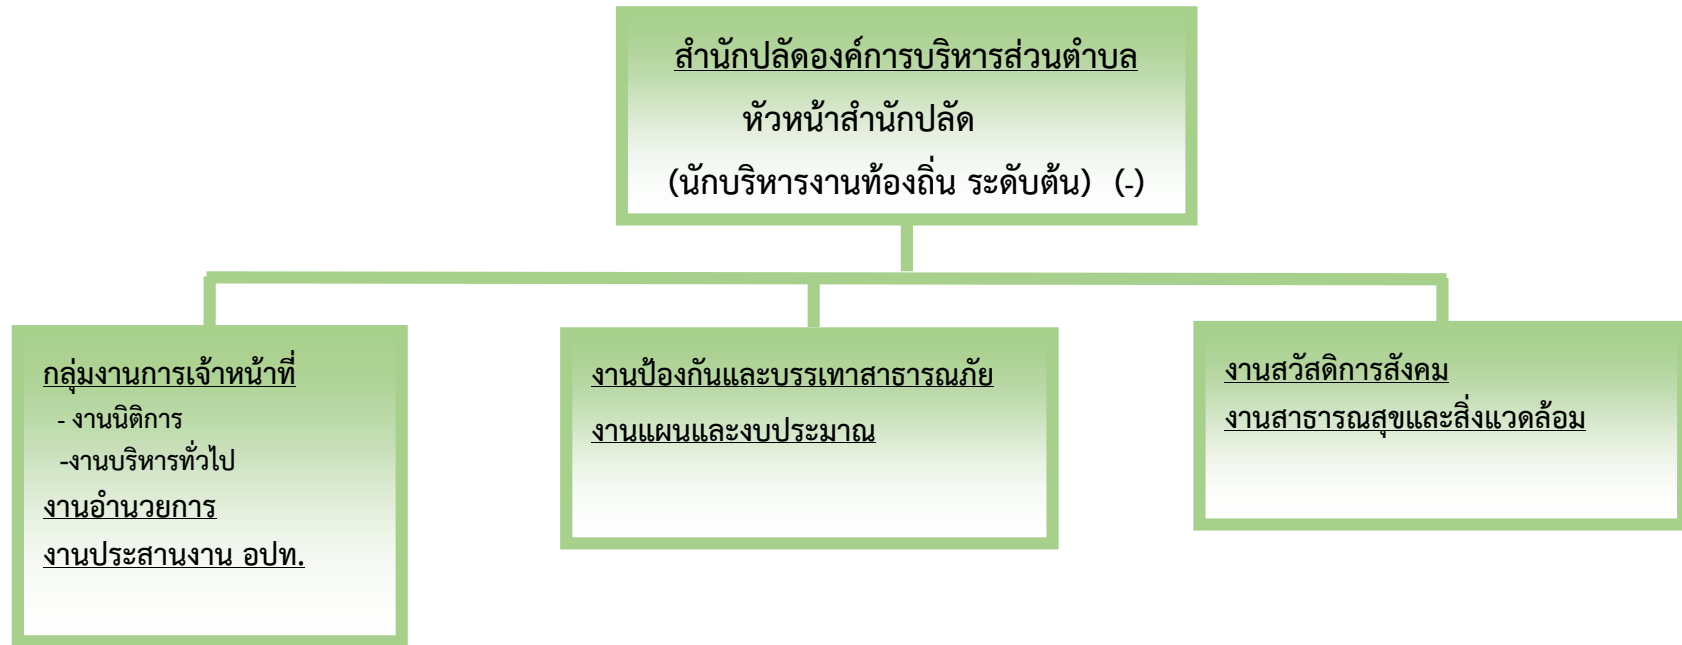 สำนักปลัดองค์การบริหารส่วนตำบล
หัวหน้าสำนักปลัด
(นักบริหารงานท้องถิ่น ระดับต้น) (-)
กลุ่มงานการเจ้าหน้าที่
- งานนิติการ
-งานบริหารทั่วไป
งานอำนวยการ
งานประสานงาน อปท.
งานป้องกันและบรรเทาสาธารณภัย
งานแผนและงบประมาณ
งานสวัสดิการสังคม
งานสาธารณสุขและสิ่งแวดล้อม